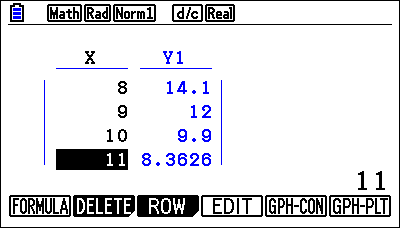 Math Rad Norm1 d/c Real
X Y1
8 14.1
9 12
10 9.9
11 8.3626
11
FORMULA DELETE ROW EDIT GPH-CON GPH-PLT